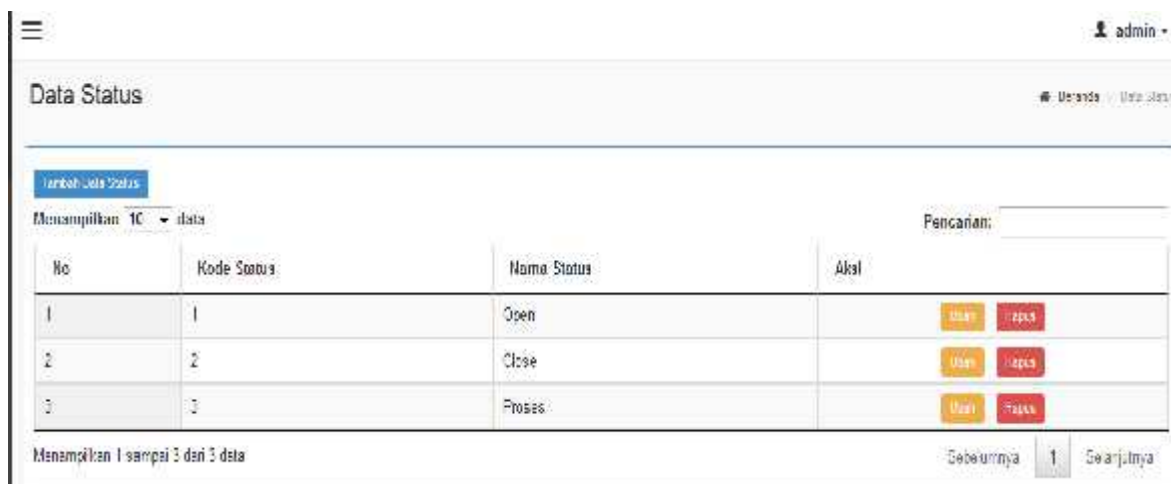 admin
Data Status
Beranda Data Status
Tambah Data Status
Menampilkan 10 data
Pencarian:
No Kode Status Nama Status Aksi
1 1 Open Ubah Hapus
2 2 Close Ubah Hapus
3 3 Proses Ubah Hapus
Menampilkan 1 sampai 3 dari 3 data
Sebelumnya 1 Selanjutnya